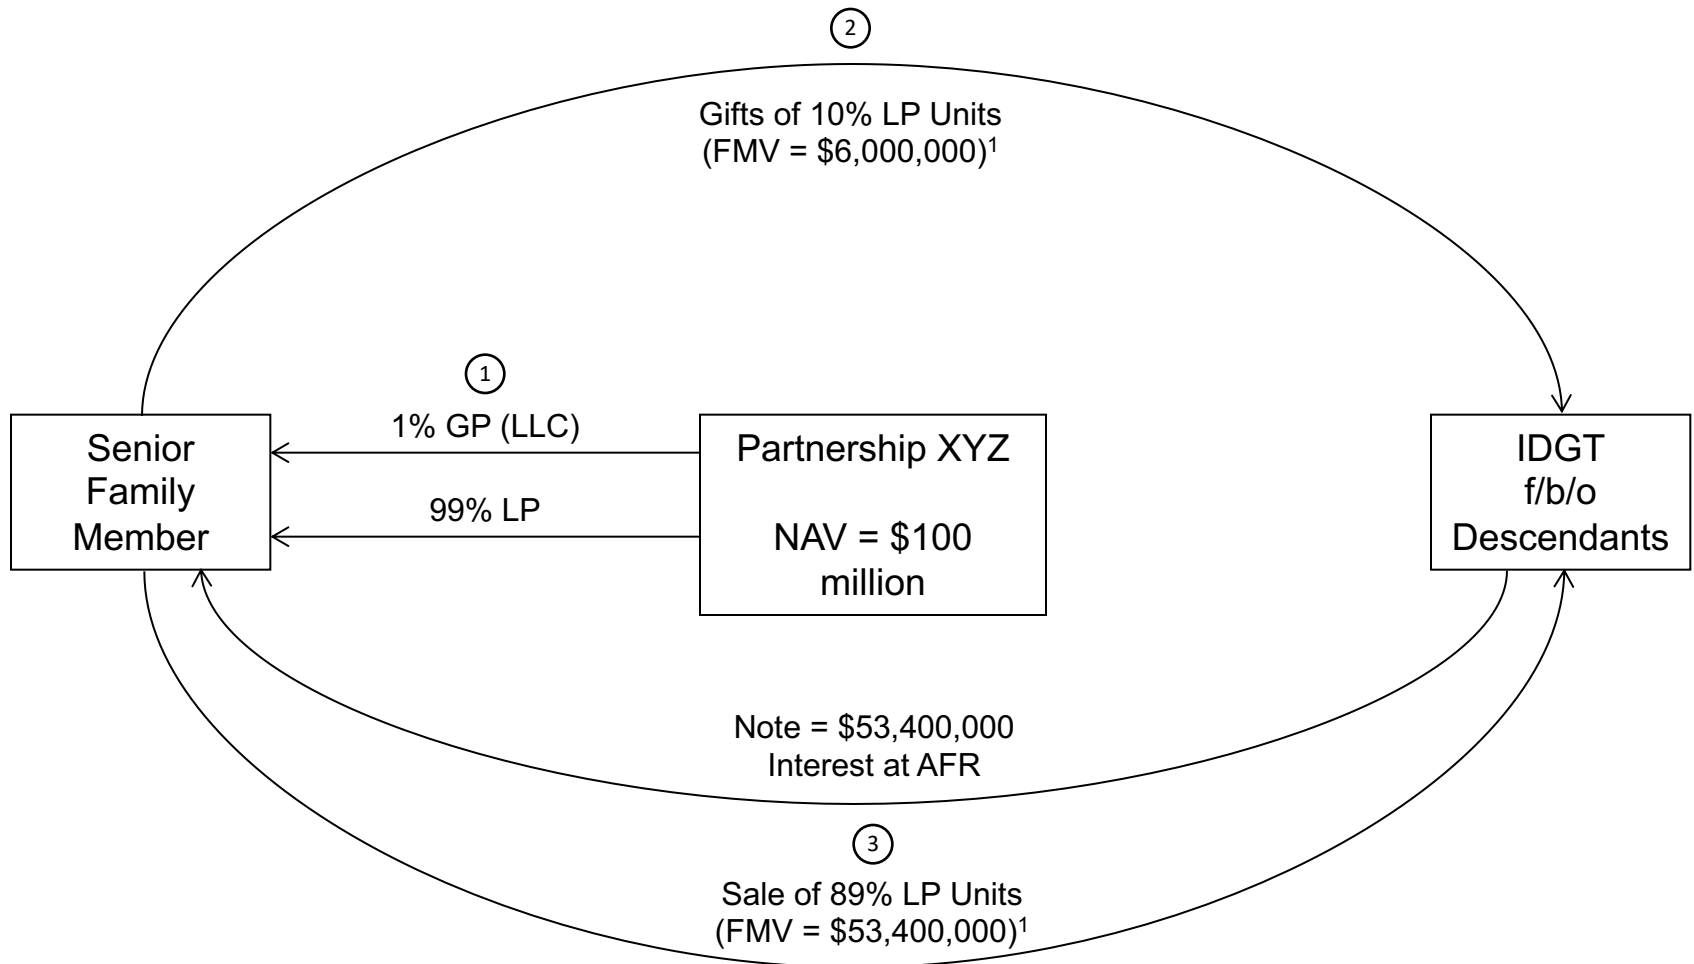 2
Gifts of 10% LP Units
(FMV = $6,000,000)¹
1
1% GP (LLC)
99% LP
Senior
Family
Member
Partnership XYZ
NAV = $100
million
IDGT
f/b/o
Descendants
Note = $53,400,000
Interest at AFR
3
Sale of 89% LP Units
(FMV = $53,400,000)¹